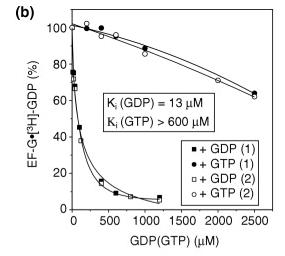 (b)
100
80
60
40
20
0
EF-G•[³H]-GDP (%)
Kᵢ (GDP) = 13 µM
Kᵢ (GTP) > 600 µM
■ + GDP (1)
● + GTP (1)
□ + GDP (2)
○ + GTP (2)
0 500 1000 1500 2000 2500
GDP(GTP) (µM)